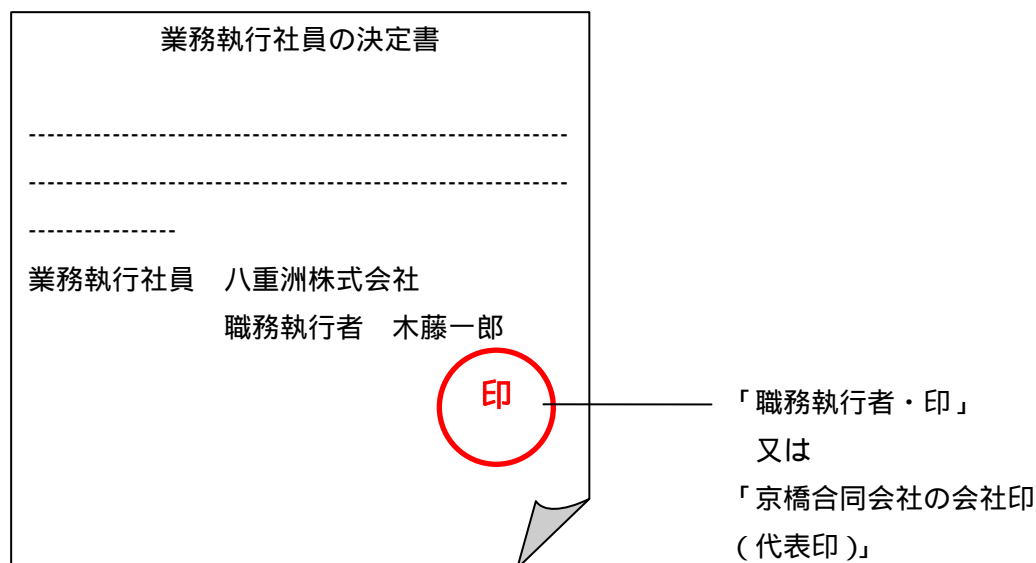 業務執行社員の決定書
---------------------------------------------------------
---------------------------------------------------------
----------------
業務執行社員　八重洲株式会社
職務執行者　木藤一郎
印
「職務執行者・印」
又は
「京橋合同会社の会社印
(代表印)」